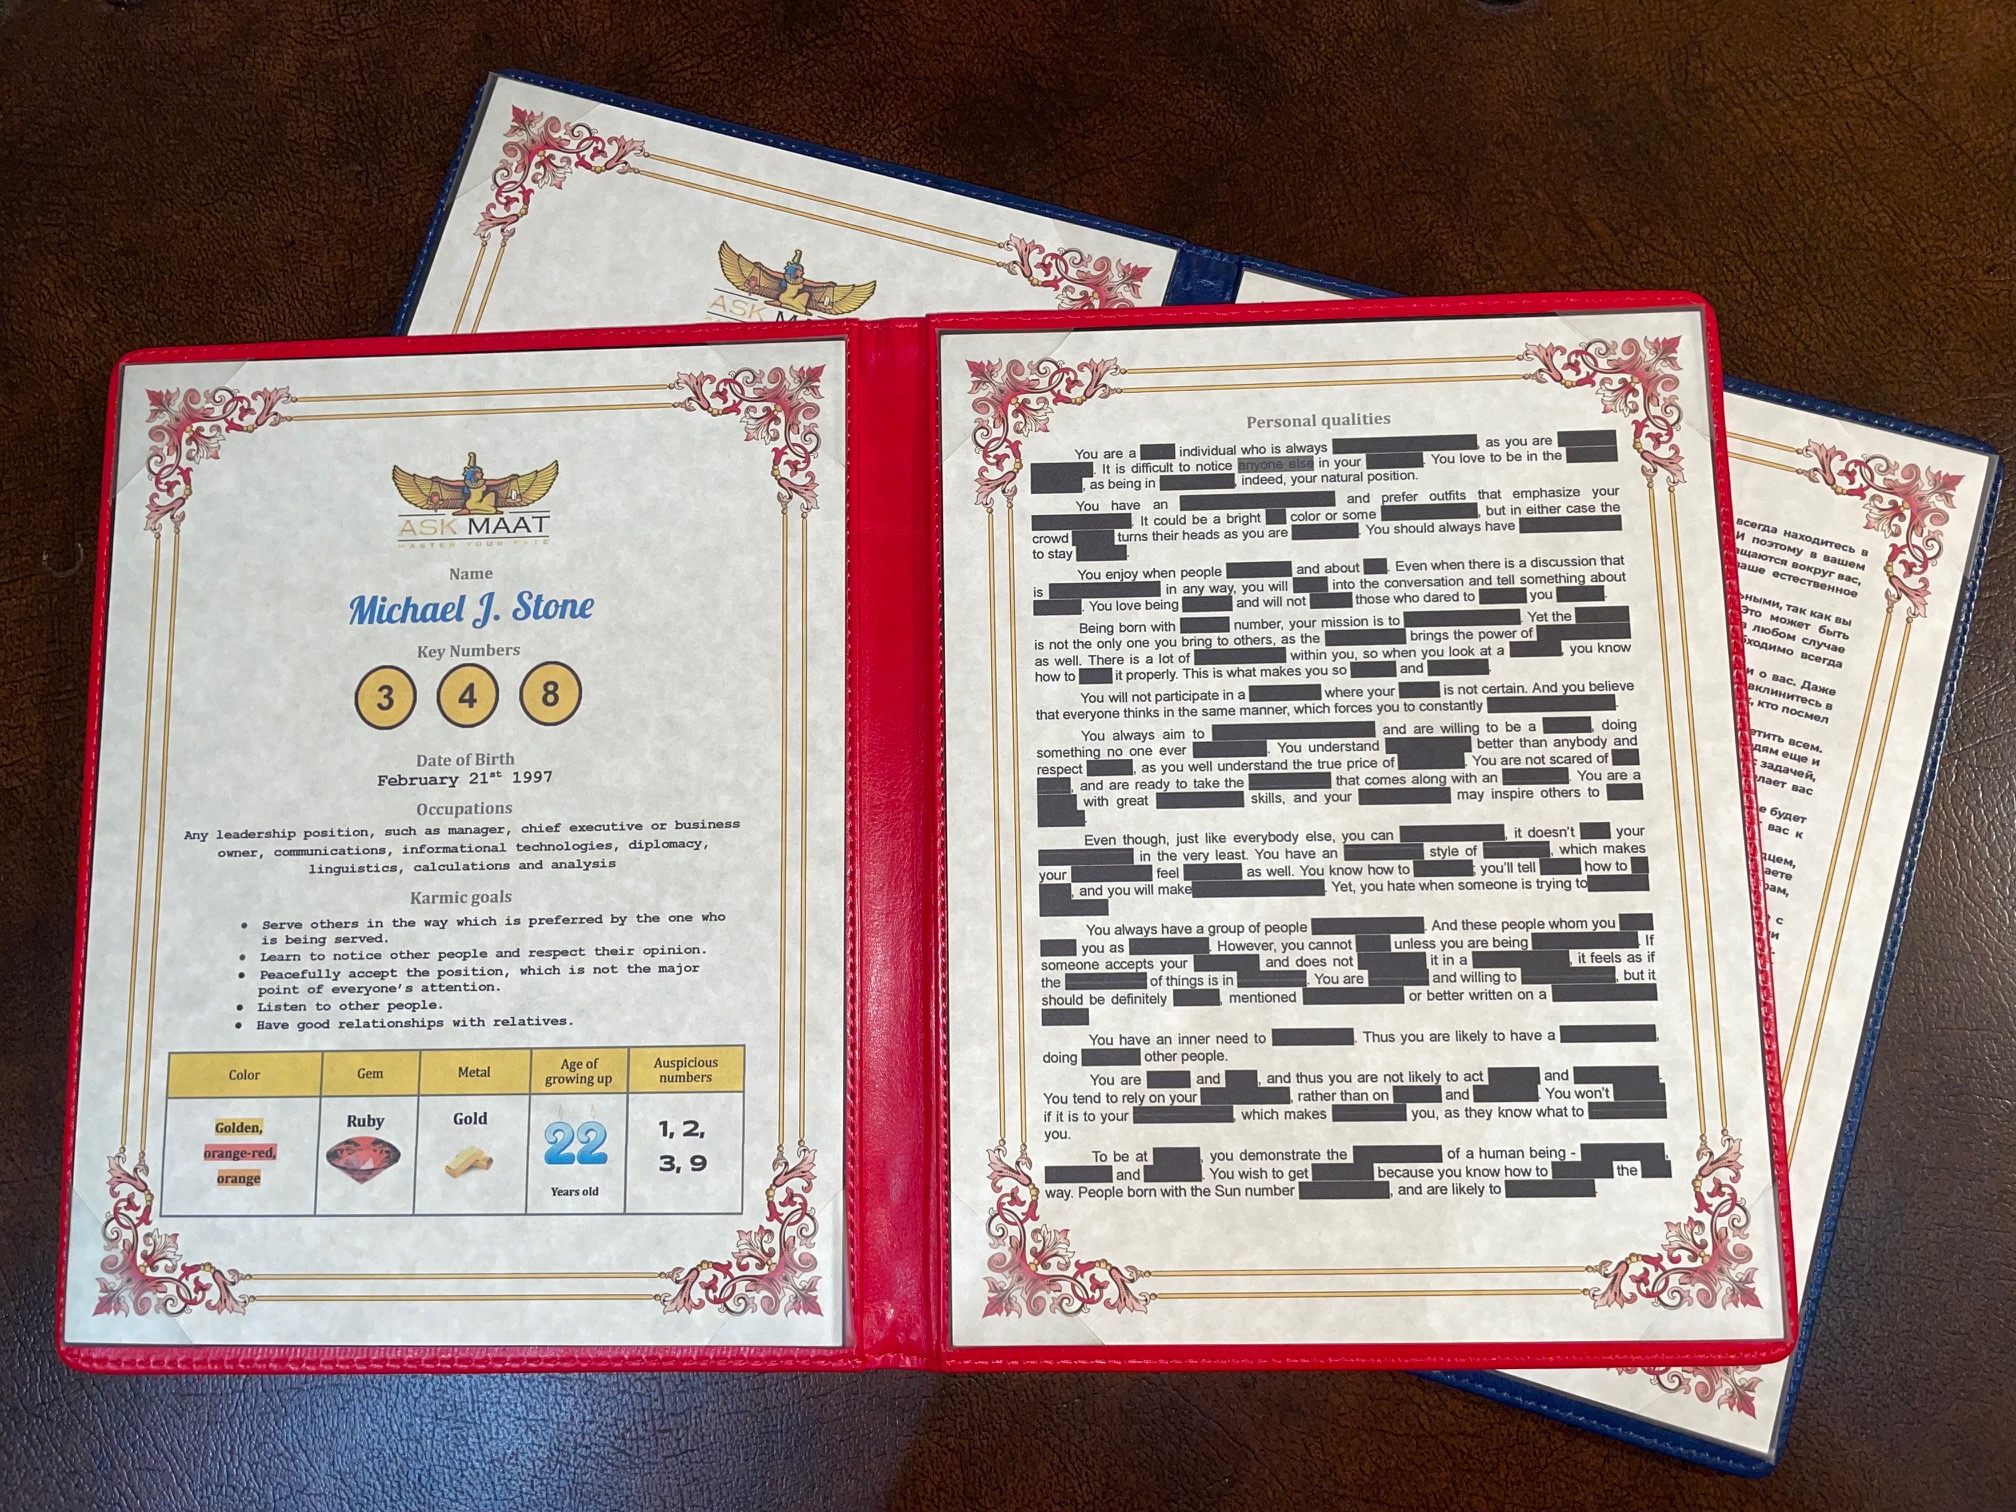 ASK MAAT
ASK MAAT
MASTER YOUR FATE
Name
Michael J. Stone
Key Numbers
3 4 8
Date of Birth
February 21st 1997
Occupations
Any leadership position, such as manager, chief executive or business
owner, communications, informational technologies, diplomacy,
linguistics, calculations and analysis
Karmic goals
• Serve others in the way which is preferred by the one who
is being served.
• Learn to notice other people and respect their opinion.
• Peacefully accept the position, which is not the major
point of everyone's attention.
• Listen to other people.
• Have good relationships with relatives.
Color Gem Metal Age of growing up Auspicious numbers
Golden, orange-red, orange
Ruby
Gold
22
Years old
1, 2,
3, 9
Personal qualities
You are a individual who is always , as you are
. It is difficult to notice anyone else in your . You love to be in the
, as being in , indeed, your natural position.
You have an and prefer outfits that emphasize your
. It could be a bright color or some , but in either case the
crowd turns their heads as you are . You should always have
to stay .
You enjoy when people and about . Even when there is a discussion that
is in any way, you will into the conversation and tell something about
. You love being and will not those who dared to you .
Being born with number, your mission is to . Yet the
is not the only one you bring to others, as the brings the power of
as well. There is a lot of within you, so when you look at a , you know
how to it properly. This is what makes you so and .
You will not participate in a where your is not certain. And you believe
that everyone thinks in the same manner, which forces you to constantly .
You always aim to and are willing to be a , doing
something no one ever . You understand better than anybody and
respect , as you well understand the true price of . You are not scared of
, and are ready to take the that comes along with an . You are a
with great skills, and your may inspire others to
.
Even though, just like everybody else, you can , it doesn't your
in the very least. You have an style of , which makes
your feel as well. You know how to ; you'll tell how to
, and you will make . Yet, you hate when someone is trying to
You always have a group of people . And these people whom you
you as . However, you cannot unless you are being . If
someone accepts your and does not it in a , it feels as if
the of things is in . You are and willing to , but it
should be definitely , mentioned or better written on a
You have an inner need to . Thus you are likely to have a ,
doing other people.
You are and , and thus you are not likely to act and .
You tend to rely on your , rather than on and . You won't
if it is to your , which makes you, as they know what to
you.
To be at , you demonstrate the of a human being - ,
and . You wish to get because you know how to the
way. People born with the Sun number , and are likely to .
всегда находитесь в
И поэтому в вашем
вокруг вас,
естественное
так как вы
Это может быть
в любом случае
всегда
и о вас. Даже
вклинитесь в
, кто посмел
всем.
еще и
задачей,
вас
будет
вас к
с